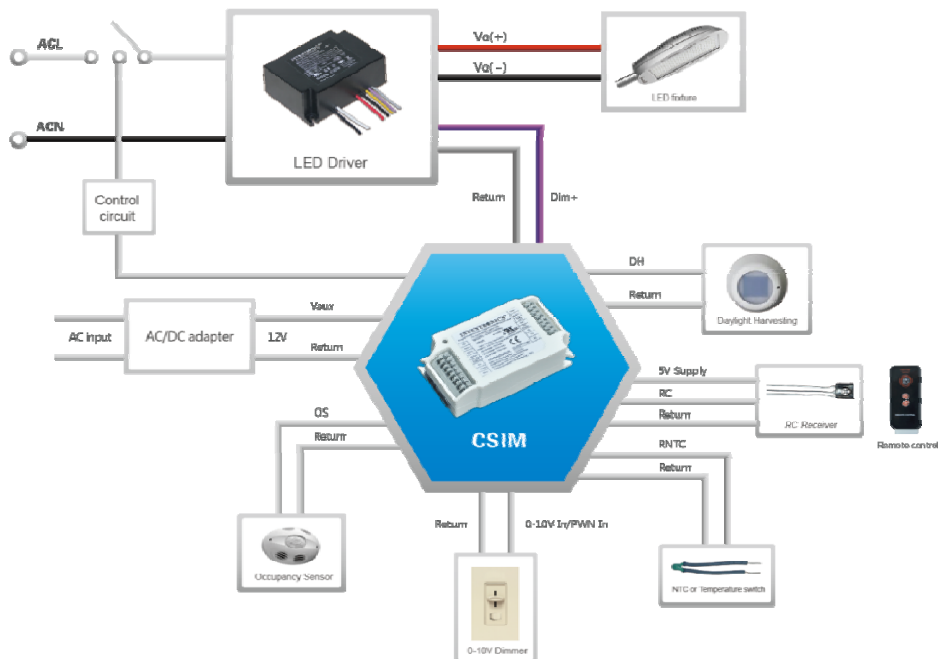 ACL
Vo(+)
Vo(-)
LED fixture
ACN
LED Driver
Return
Dim+
Control
circuit
DH
Return
Daylight Harvesting
Vaux
AC input
AC/DC adapter
12V
Return
5V Supply
RC
Return
RC Receiver
Remote control
OS
Return
CSIM
RNTC
Return
Return
0-10V In/PWN In
Occupancy Sensor
NTC or Temperature switch
0-10V Dimmer